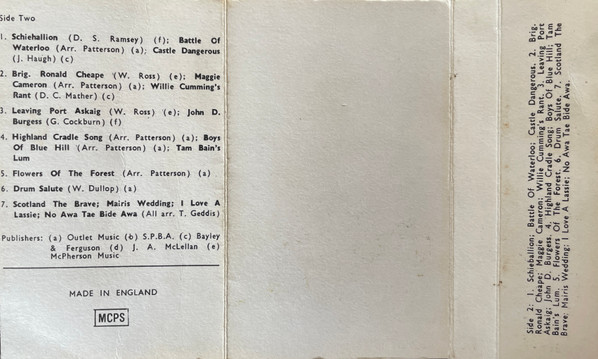 Side Two
1. Schiehallion (D. S. Ramsey) (f); Battle Of
Waterloo (Arr. Patterson) (a); Castle Dangerous
(J. Haugh) (c)
2. Brig. Ronald Cheape (W. Ross) (e); Maggie
Cameron (Arr. Patterson) (a); Willie Cumming's
Rant (D. C. Mather) (c)
3. Leaving Port Askaig (W. Ross) (e); John D.
Burgess (G. Cockburn) (f)
4. Highland Cradle Song (Arr. Patterson) (a); Boys
Of Blue Hill (Arr. Patterson) (a); Tam Bain's
Lum
5. Flowers Of The Forest (Arr. Patterson) (a)
6. Drum Salute (W. Dullop) (a)
7. Scotland The Brave; Mairis Wedding; I Love A
Lassie; No Awa Tae Bide Awa (All arr. T. Geddis)
Publishers: (a) Outlet Music (b) S.P.B.A. (c) Bayley
& Ferguson (d) J. A. McLellan (e)
McPherson Music
MADE IN ENGLAND
MCPS
Side 2: 1. Schieballion; Battle Of Waterloo; Castle Dangerous. 2. Brig.
Ronald Cheape; Maggie Cameron; Willie Cumming's Rant. 3. Leaving Port
Askaig; John D. Burgess. 4. Highland Cradle Song; Boys Of Blue Hill; Tam
Bain's Lum. 5. Flowers Of The Forest. 6. Drum Salute. 7. Scotland The
Brave; Mairis Wedding; I Love A Lassie; No Awa Tae Bide Awa.